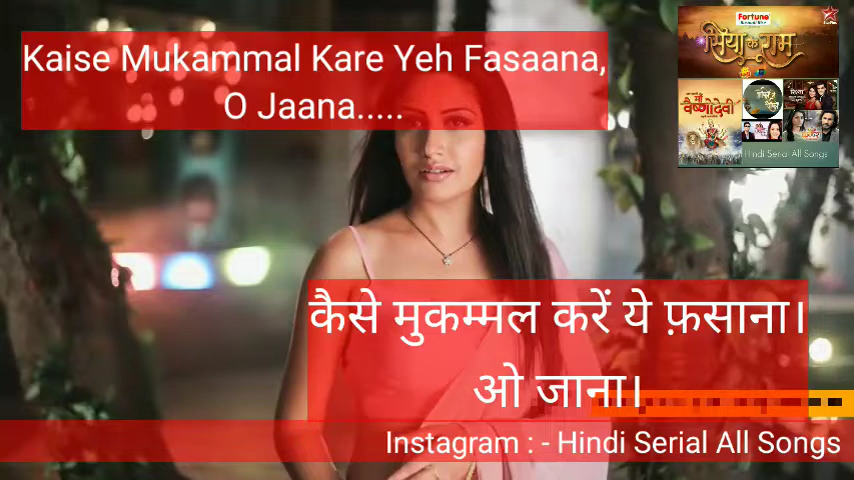 Kaise Mukammal Kare Yeh Fasaana,
O Jaana.....
Fortune
सिया के राम
माँ
वैष्णोदेवी
Hindi Serial All Songs
कैसे मुकम्मल करें ये फ़साना।
ओ जाना।
Instagram : - Hindi Serial All Songs